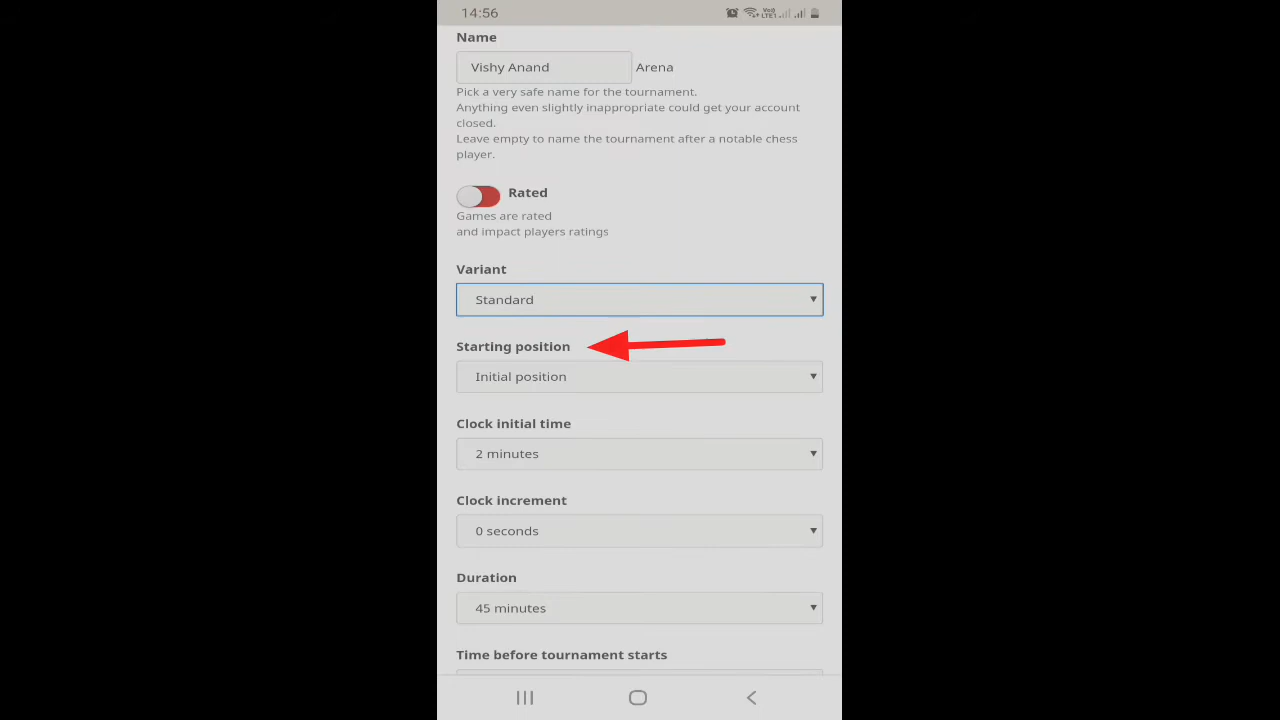 14:56
Name
Vishy Anand Arena
Pick a very safe name for the tournament.
Anything even slightly inappropriate could get your account
closed.
Leave empty to name the tournament after a notable chess
player.
Rated
Games are rated
and impact players ratings
Variant
Standard
Starting position
Initial position
Clock initial time
2 minutes
Clock increment
0 seconds
Duration
45 minutes
Time before tournament starts